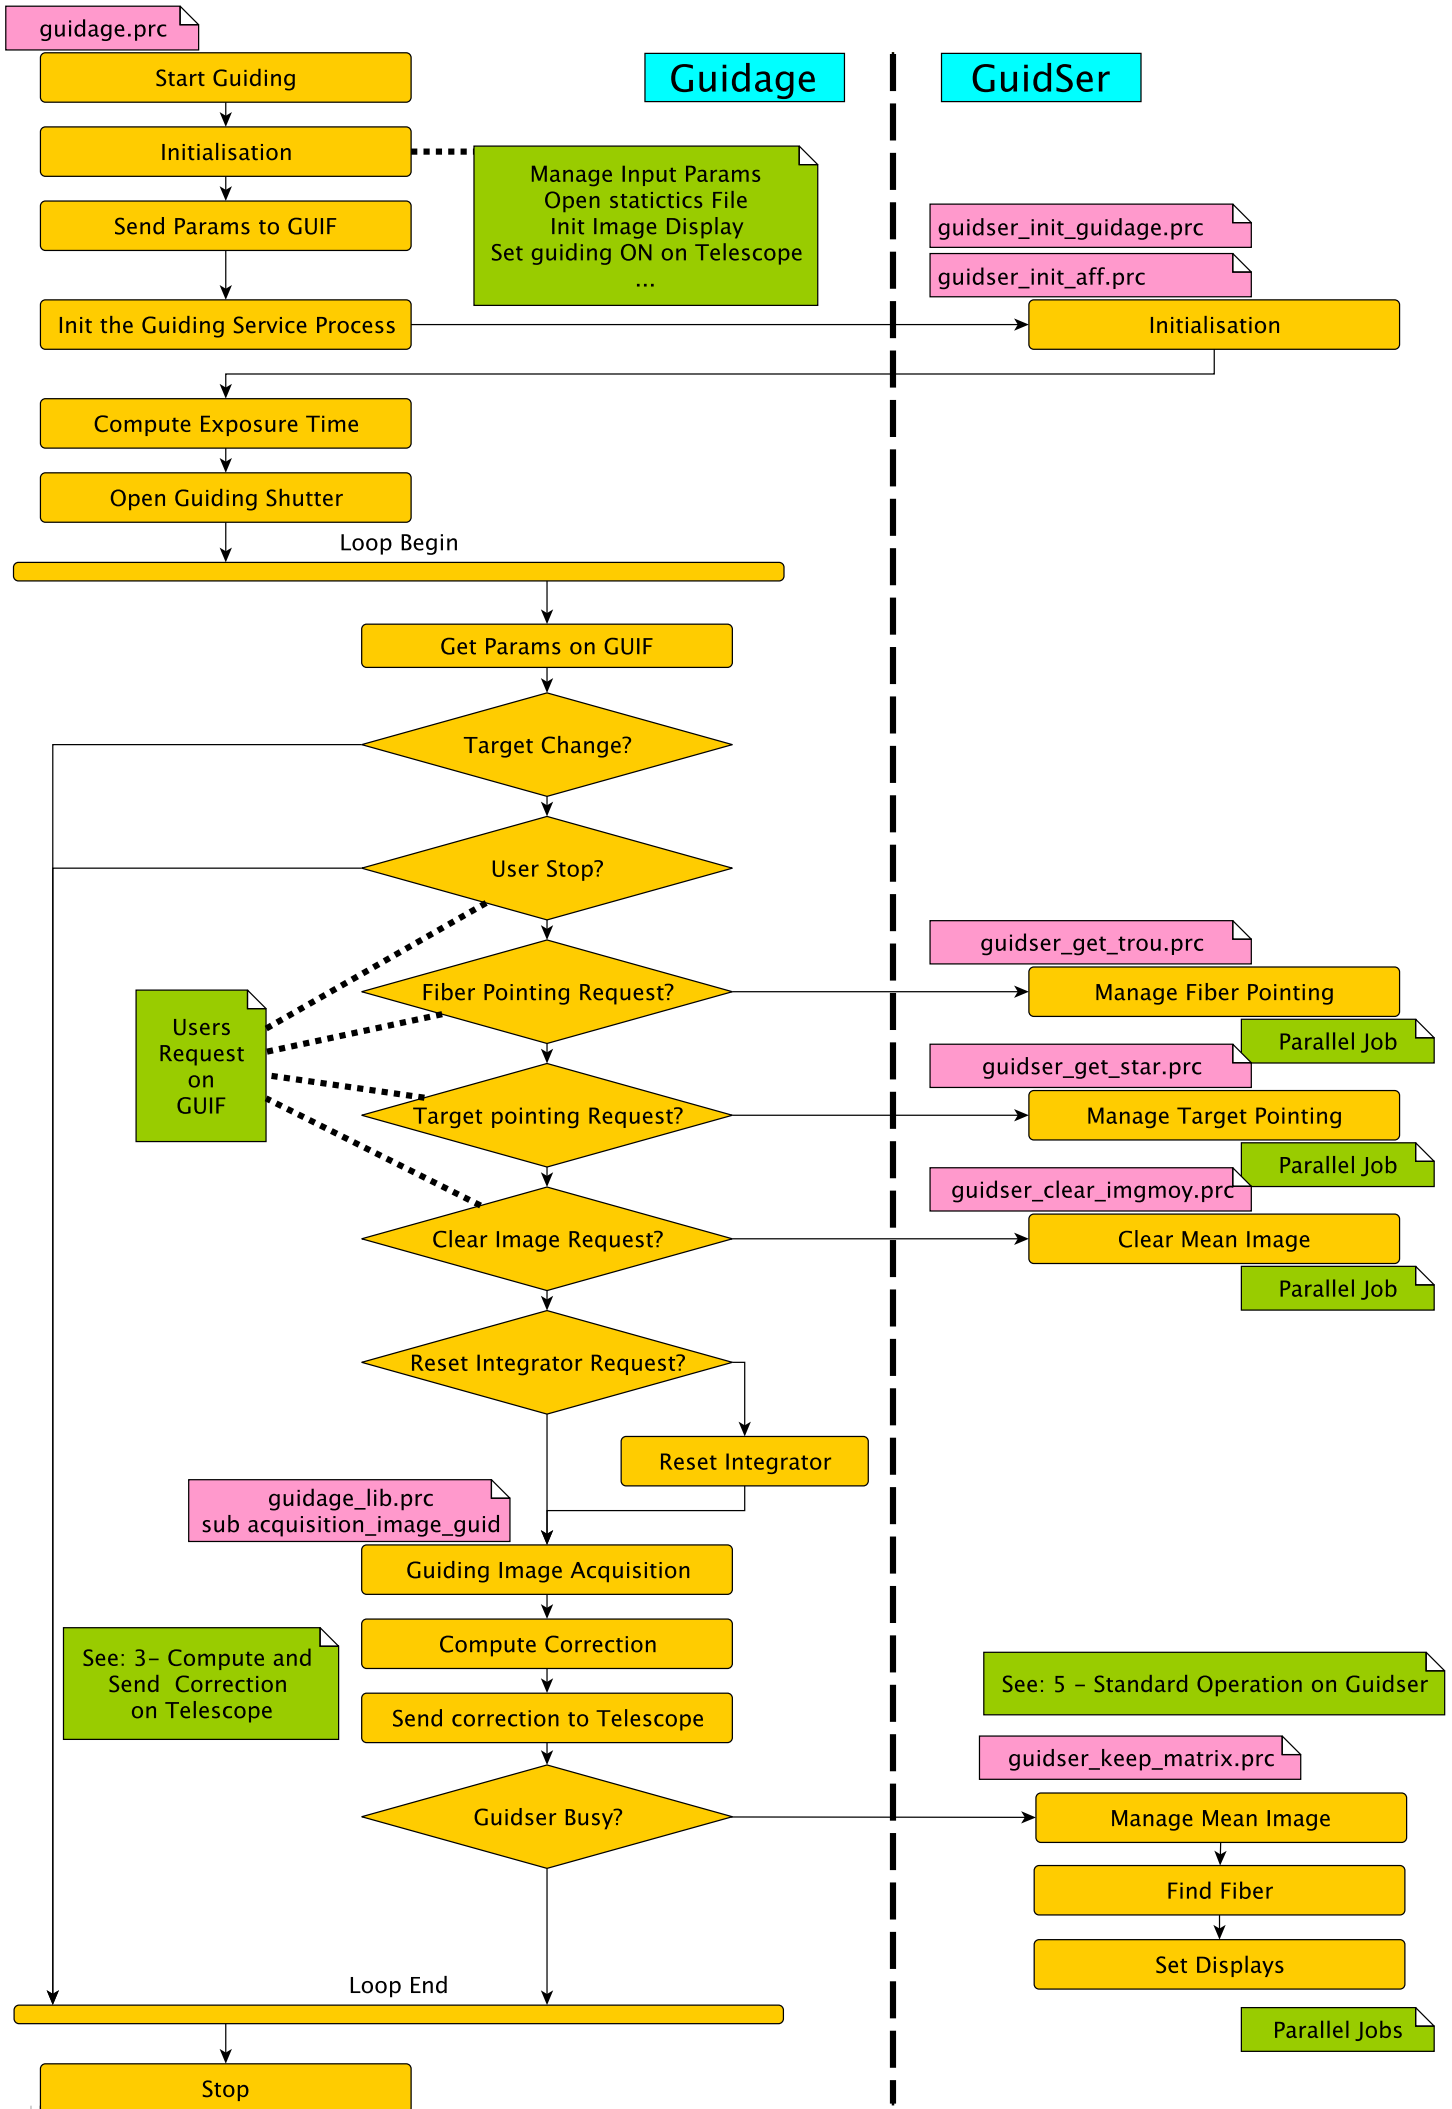 guidage.prc
Start Guiding
Guidage
GuidSer
Initialisation
Manage Input Params
Open statictics File
Init Image Display
Set guiding ON on Telescope
...
Send Params to GUIF
guidser_init_guidage.prc
guidser_init_aff.prc
Init the Guiding Service Process
Initialisation
Compute Exposure Time
Open Guiding Shutter
Loop Begin
Get Params on GUIF
Target Change?
User Stop?
guidser_get_trou.prc
Fiber Pointing Request?
Manage Fiber Pointing
Users
Request
on
GUIF
Parallel Job
guidser_get_star.prc
Target pointing Request?
Manage Target Pointing
Parallel Job
guidser_clear_imgmoy.prc
Clear Image Request?
Clear Mean Image
Parallel Job
Reset Integrator Request?
Reset Integrator
guidage_lib.prc
sub acquisition_image_guid
Guiding Image Acquisition
Compute Correction
See: 3- Compute and
Send  Correction
on Telescope
See: 5 - Standard Operation on Guidser
Send correction to Telescope
guidser_keep_matrix.prc
Guidser Busy?
Manage Mean Image
Find Fiber
Set Displays
Loop End
Parallel Jobs
Stop